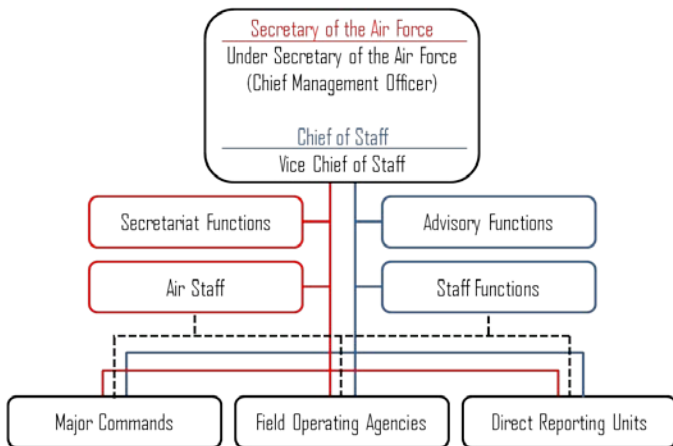 Secretary of the Air Force
Under Secretary of the Air Force
(Chief Management Officer)
Chief of Staff
Vice Chief of Staff
Secretariat Functions
Advisory Functions
Air Staff
Staff Functions
Major Commands
Field Operating Agencies
Direct Reporting Units